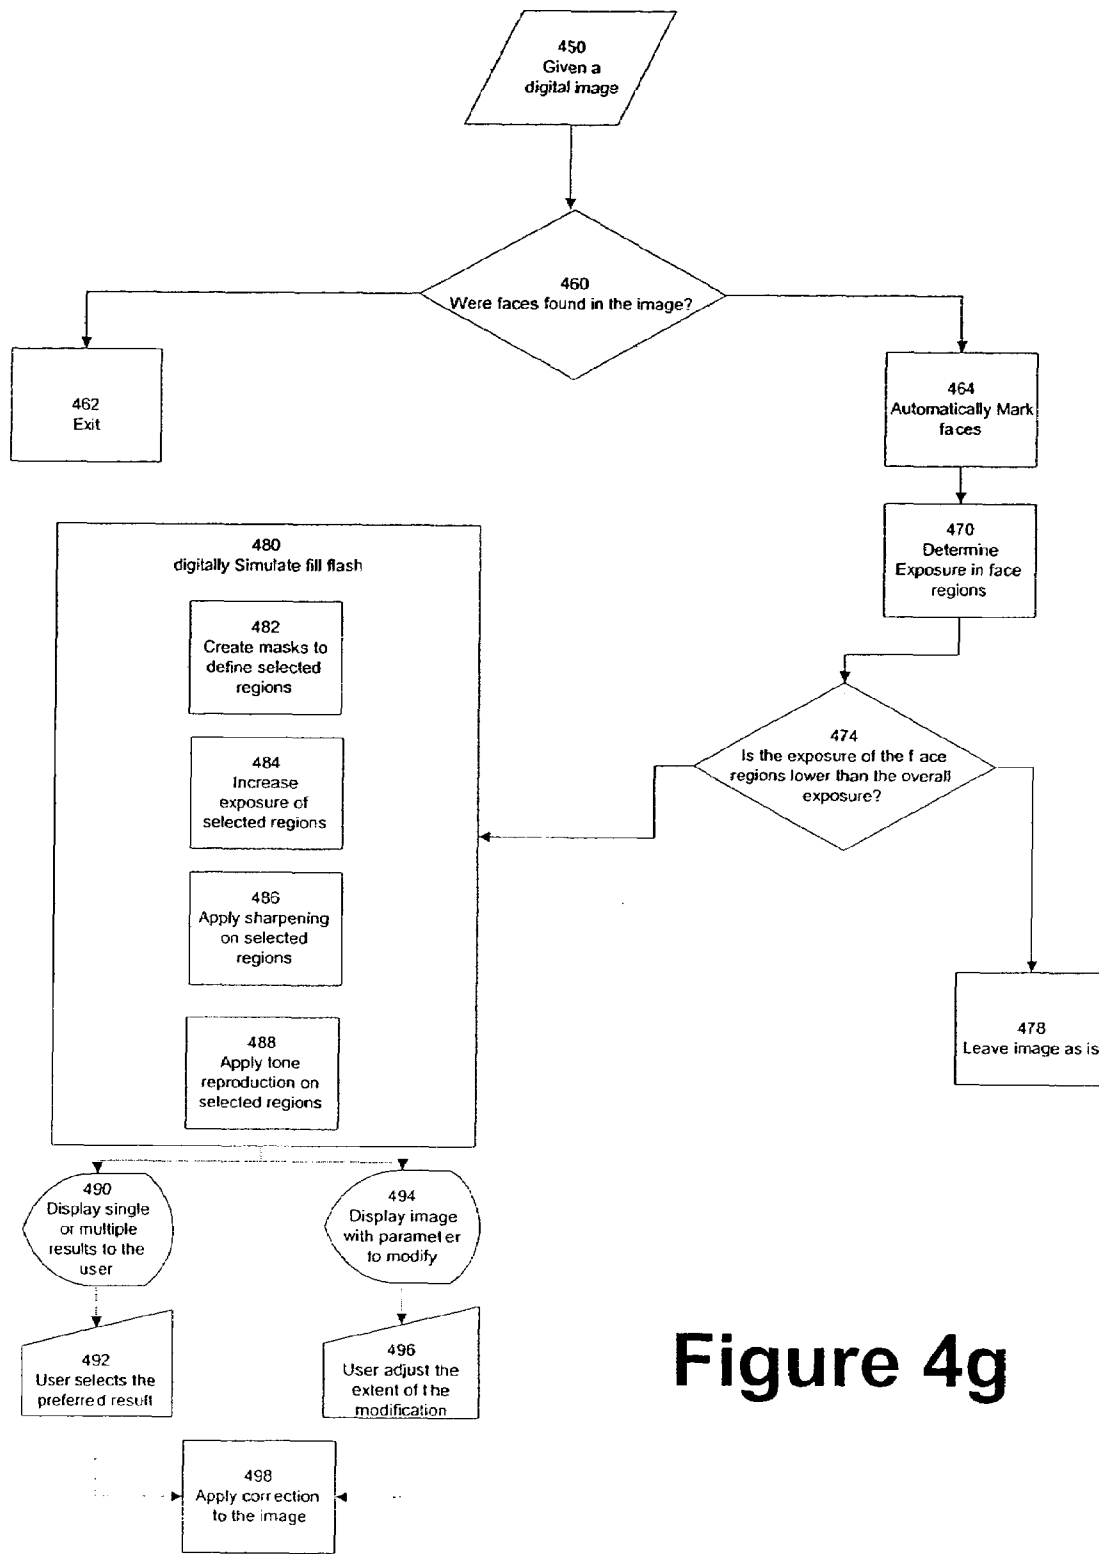 450
Given a
digital image
460
Were faces found in the image?
462
Exit
464
Automatically Mark
faces
470
Determine
Exposure in face
regions
474
Is the exposure of the f ace
regions lower than the overall
exposure?
478
Leave image as is
480
digitally Simulate fill flash
482
Create masks to
define selected
regions
484
Increase
exposure of
selected regions
486
Apply sharpening
on selected
regions
488
Apply tone
reproduction on
selected regions
490
Display single
or multiple
results to the
user
494
Display image
with parameter
to modify
492
User selects the
preferred result
496
User adjust the
extent of the
modification
498
Apply correction
to the image
Figure 4g